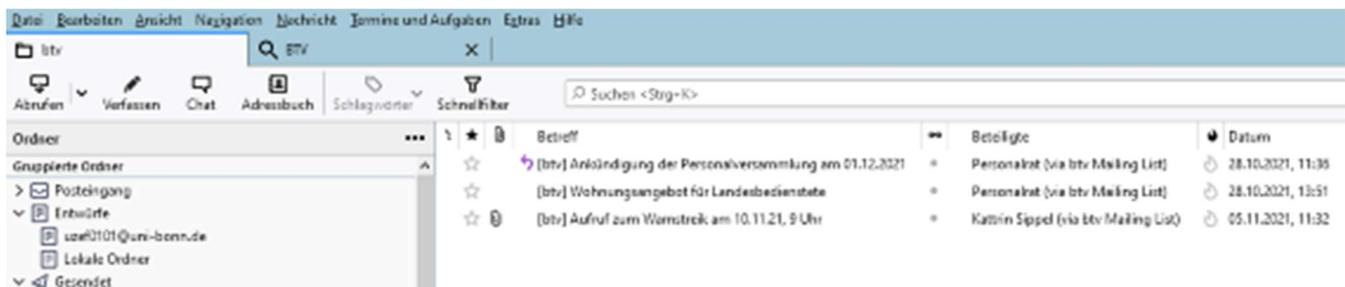 Datei Bearbeiten Ansicht Navigation Nachricht Termine und Aufgaben Extras Hilfe
btv BTV
Abrufen Verfassen Chat Adressbuch Schlagwörter Schnellfilter Suchen <Strg+K>
Ordner ••• Betreff Beteiligte Datum
Gruppierte Ordner [btv] Ankündigung der Personalversammlung am 01.12.2021 Personalrat (via btv Mailing List) 28.10.2021, 11:36
Posteingang [btv] Wohnungsangebot für Landesbedienstete Personalrat (via btv Mailing List) 28.10.2021, 13:51
Entwürfe [btv] Aufruf zum Warnstreik am 10.11.21, 9 Uhr Kattrin Sippel (via btv Mailing List) 05.11.2021, 11:32
Lokale Ordner
Gesendet